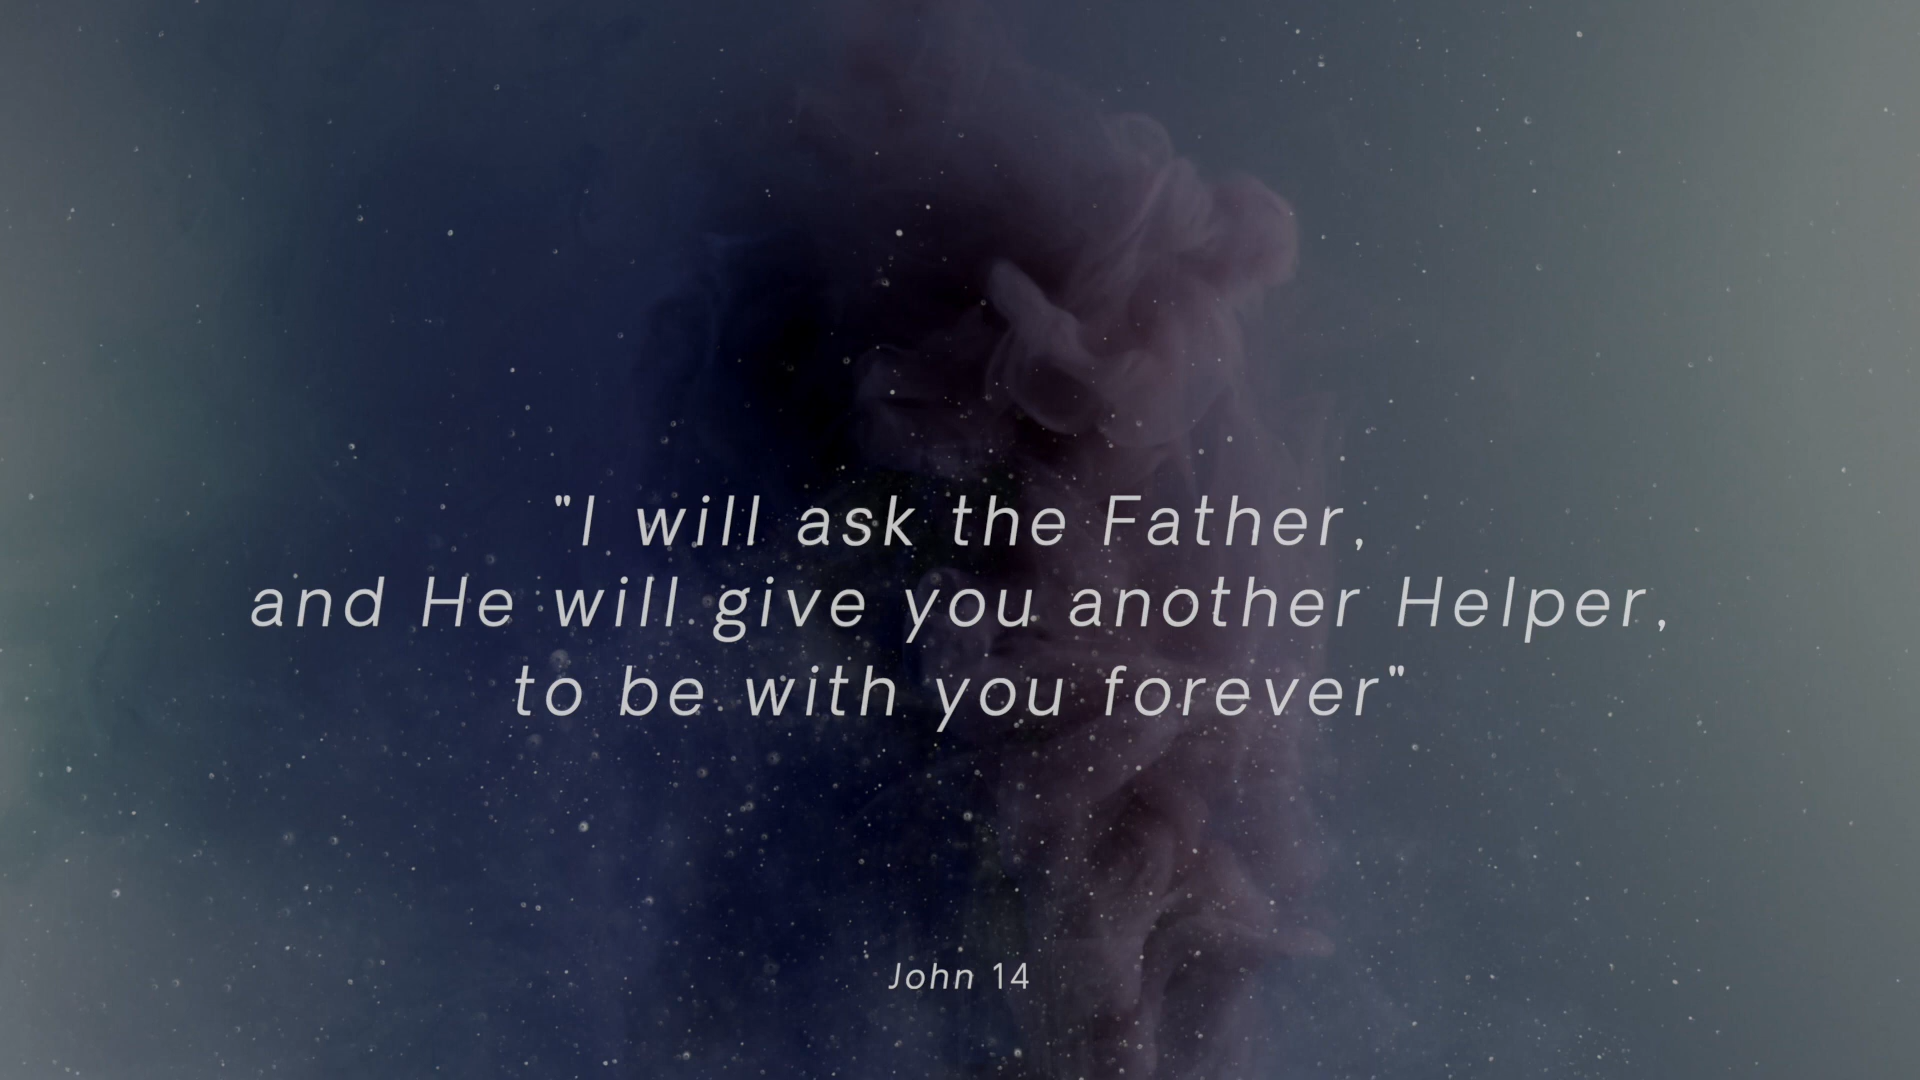 "I will ask the Father,
and He will give you another Helper,
to be with you forever"
John 14